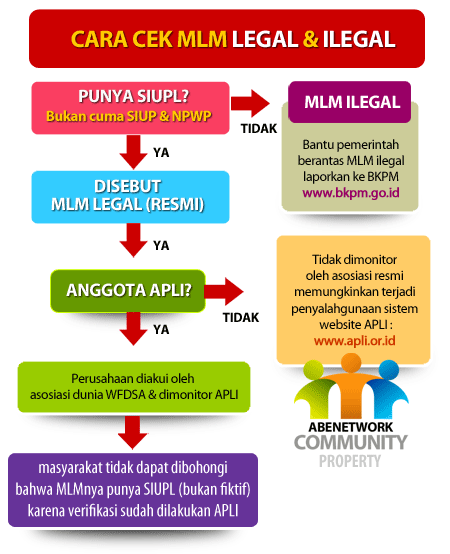 CARA CEK MLM LEGAL & ILEGAL
PUNYA SIUPL?
Bukan cuma SIUP & NPWP
TIDAK
MLM ILEGAL
Bantu pemerintah
berantas MLM ilegal
laporkan ke BKPM
www.bkpm.go.id
YA
DISEBUT
MLM LEGAL (RESMI)
YA
ANGGOTA APLI?
TIDAK
Tidak dimonitor
oleh asosiasi resmi
memungkinkan terjadi
penyalahgunaan sistem
website APLI :
www.apli.or.id
YA
Perusahaan diakui oleh
asosiasi dunia WFDSA & dimonitor APLI
masyarakat tidak dapat dibohongi
bahwa MLMnya punya SIUPL (bukan fiktif)
karena verifikasi sudah dilakukan APLI
ABENETWORK
COMMUNITY
PROPERTY